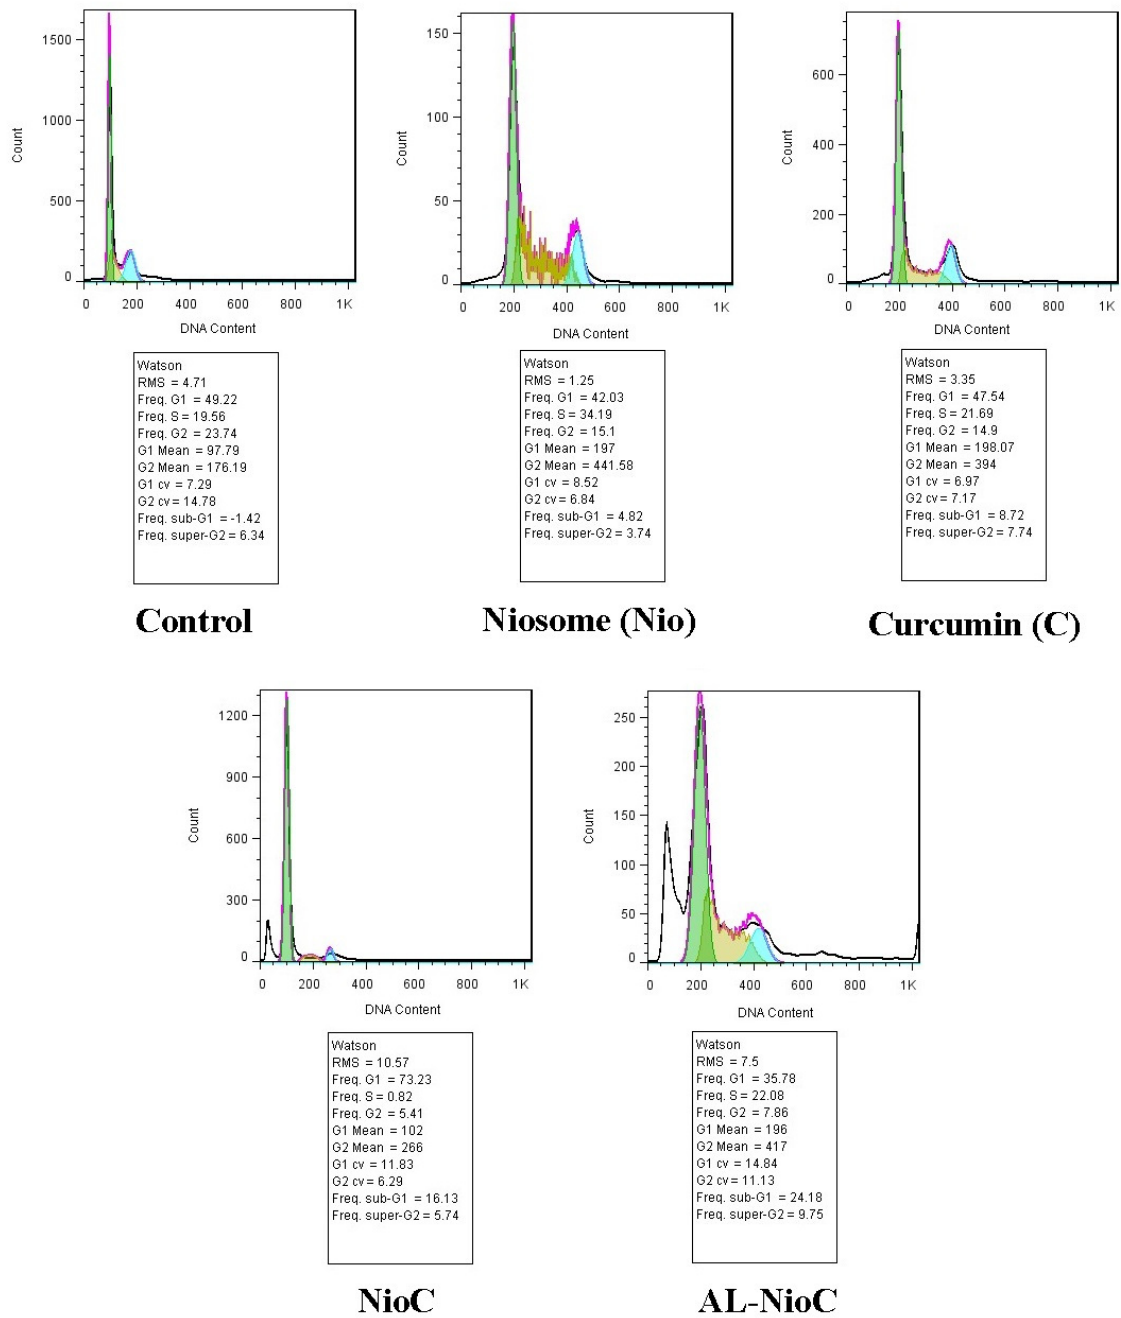 1500
1000
500
0
Count
0 200 400 600 800 1K
DNA Content
150
100
50
0
Count
0 200 400 600 800 1K
DNA Content
600
400
200
0
Count
0 200 400 600 800 1K
DNA Content
Watson
RMS = 4.71
Freq. G1 = 49.22
Freq. S = 19.56
Freq. G2 = 23.74
G1 Mean = 97.79
G2 Mean = 176.19
G1 cv = 7.29
G2 cv = 14.78
Freq. sub-G1 = -1.42
Freq. super-G2 = 6.34
Control
Watson
RMS = 1.25
Freq. G1 = 42.03
Freq. S = 34.19
Freq. G2 = 15.1
G1 Mean = 197
G2 Mean = 441.58
G1 cv = 8.52
G2 cv = 6.84
Freq. sub-G1 = 4.82
Freq. super-G2 = 3.74
Niosome (Nio)
Watson
RMS = 3.35
Freq. G1 = 47.54
Freq. S = 21.69
Freq. G2 = 14.9
G1 Mean = 198.07
G2 Mean = 394
G1 cv = 6.97
G2 cv = 7.17
Freq. sub-G1 = 8.72
Freq. super-G2 = 7.74
Curcumin (C)
1200
900
600
300
0
Count
0 200 400 600 800 1K
DNA Content
250
200
150
100
50
0
Count
0 200 400 600 800 1K
DNA Content
Watson
RMS = 10.57
Freq. G1 = 73.23
Freq. S = 0.82
Freq. G2 = 5.41
G1 Mean = 102
G2 Mean = 266
G1 cv = 11.83
G2 cv = 6.29
Freq. sub-G1 = 16.13
Freq. super-G2 = 5.74
NioC
Watson
RMS = 7.5
Freq. G1 = 35.78
Freq. S = 22.08
Freq. G2 = 7.86
G1 Mean = 196
G2 Mean = 417
G1 cv = 14.84
G2 cv = 11.13
Freq. sub-G1 = 24.18
Freq. super-G2 = 9.75
AL-NioC